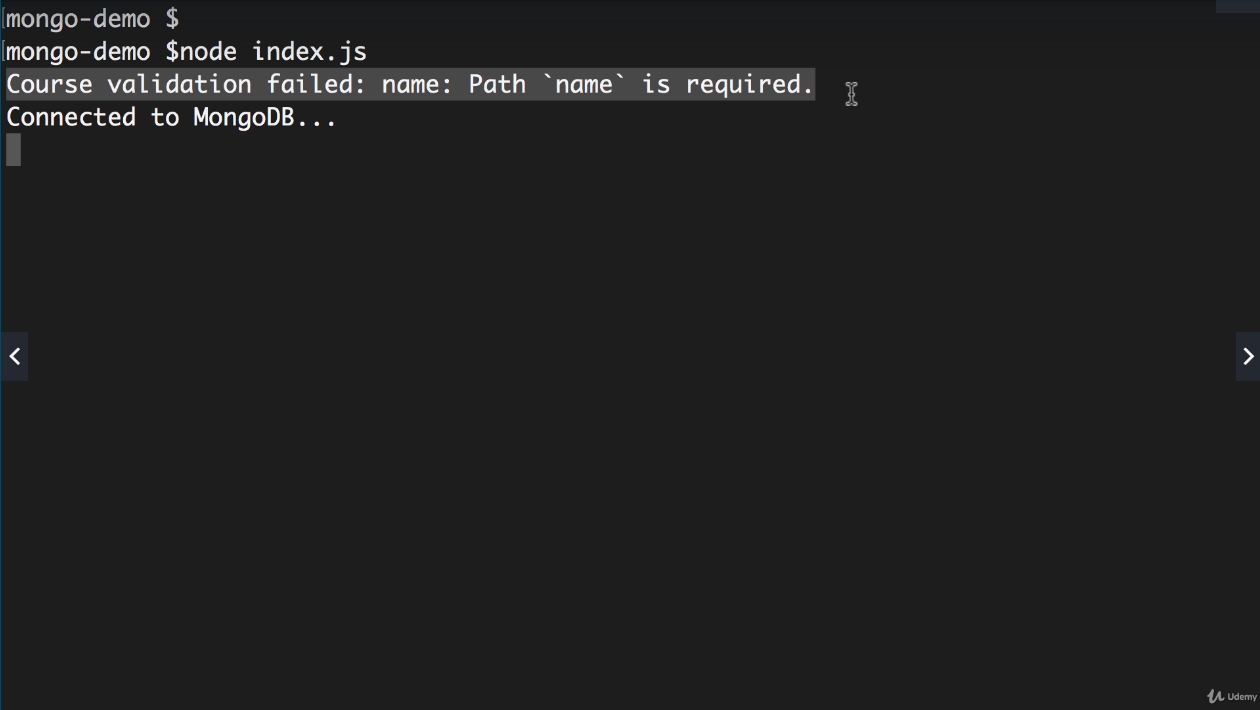 mongo-demo $
mongo-demo $node index.js
Course validation failed: name: Path `name` is required.
Connected to MongoDB...
Udemy